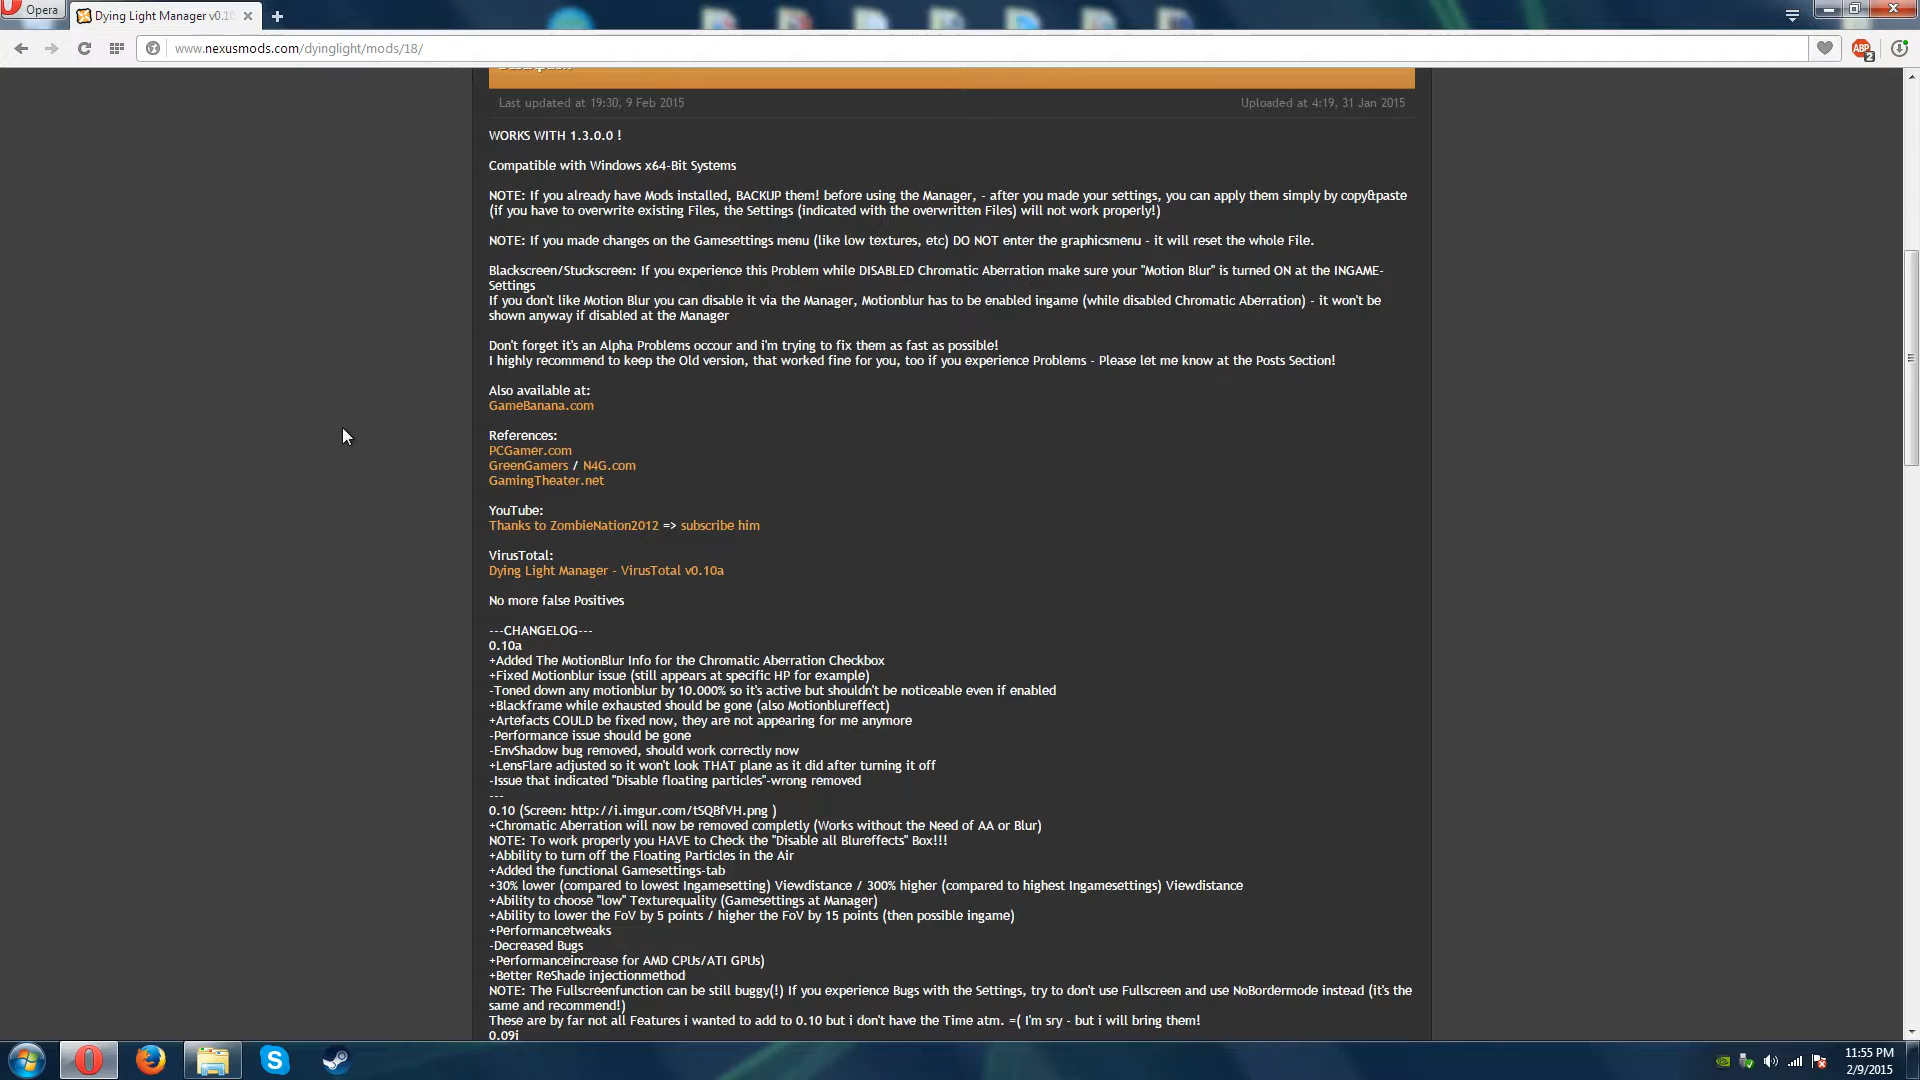 Opera
Dying Light Manager v0.10
www.nexusmods.com/dyinglight/mods/18/
ABP
2
Description
Last updated at 19:30, 9 Feb 2015
Uploaded at 4:19, 31 Jan 2015
WORKS WITH 1.3.0.0 !
Compatible with Windows x64-Bit Systems
NOTE: If you already have Mods installed, BACKUP them! before using the Manager, - after you made your settings, you can apply them simply by copy&paste
(if you have to overwrite existing Files, the Settings (indicated with the overwritten Files) will not work properly!)
NOTE: If you made changes on the Gamesettings menu (like low textures, etc) DO NOT enter the graphicsmenu - it will reset the whole File.
Blackscreen/Stuckscreen: If you experience this Problem while DISABLED Chromatic Aberration make sure your "Motion Blur" is turned ON at the INGAME-
Settings
If you don't like Motion Blur you can disable it via the Manager, Motionblur has to be enabled ingame (while disabled Chromatic Aberration) - it won't be
shown anyway if disabled at the Manager
Don't forget it's an Alpha Problems occour and i'm trying to fix them as fast as possible!
I highly recommend to keep the Old version, that worked fine for you, too if you experience Problems - Please let me know at the Posts Section!
Also available at:
GameBanana.com
References:
PCGamer.com
GreenGamers / N4G.com
GamingTheater.net
YouTube:
Thanks to ZombieNation2012 => subscribe him
VirusTotal:
Dying Light Manager - VirusTotal v0.10a
No more false Positives
---CHANGELOG---
0.10a
+Added The MotionBlur Info for the Chromatic Aberration Checkbox
+Fixed Motionblur issue (still appears at specific HP for example)
-Toned down any motionblur by 10.000% so it's active but shouldn't be noticeable even if enabled
+Blackframe while exhausted should be gone (also Motionblureffect)
+Artefacts COULD be fixed now, they are not appearing for me anymore
-Performance issue should be gone
-EnvShadow bug removed, should work correctly now
+LensFlare adjusted so it won't look THAT plane as it did after turning it off
-Issue that indicated "Disable floating particles"-wrong removed
---
0.10 (Screen: http://i.imgur.com/tSQBfVH.png )
+Chromatic Aberration will now be removed completly (Works without the Need of AA or Blur)
NOTE: To work properly you HAVE to Check the "Disable all Blureffects" Box!!!
+Abbility to turn off the Floating Particles in the Air
+Added the functional Gamesettings-tab
+30% lower (compared to lowest Ingamesetting) Viewdistance / 300% higher (compared to highest Ingamesettings) Viewdistance
+Ability to choose "low" Texturequality (Gamesettings at Manager)
+Ability to lower the FoV by 5 points / higher the FoV by 15 points (then possible ingame)
+Performancetweaks
-Decreased Bugs
+Performanceincrease for AMD CPUs/ATI GPUs)
+Better ReShade injectionmethod
NOTE: The Fullscreenfunction can be still buggy(!) If you experience Bugs with the Settings, try to don't use Fullscreen and use NoBordermode instead (it's the
same and recommend!)
These are by far not all Features i wanted to add to 0.10 but i don't have the Time atm. =( I'm sry - but i will bring them!
0.09i
11:55 PM
2/9/2015